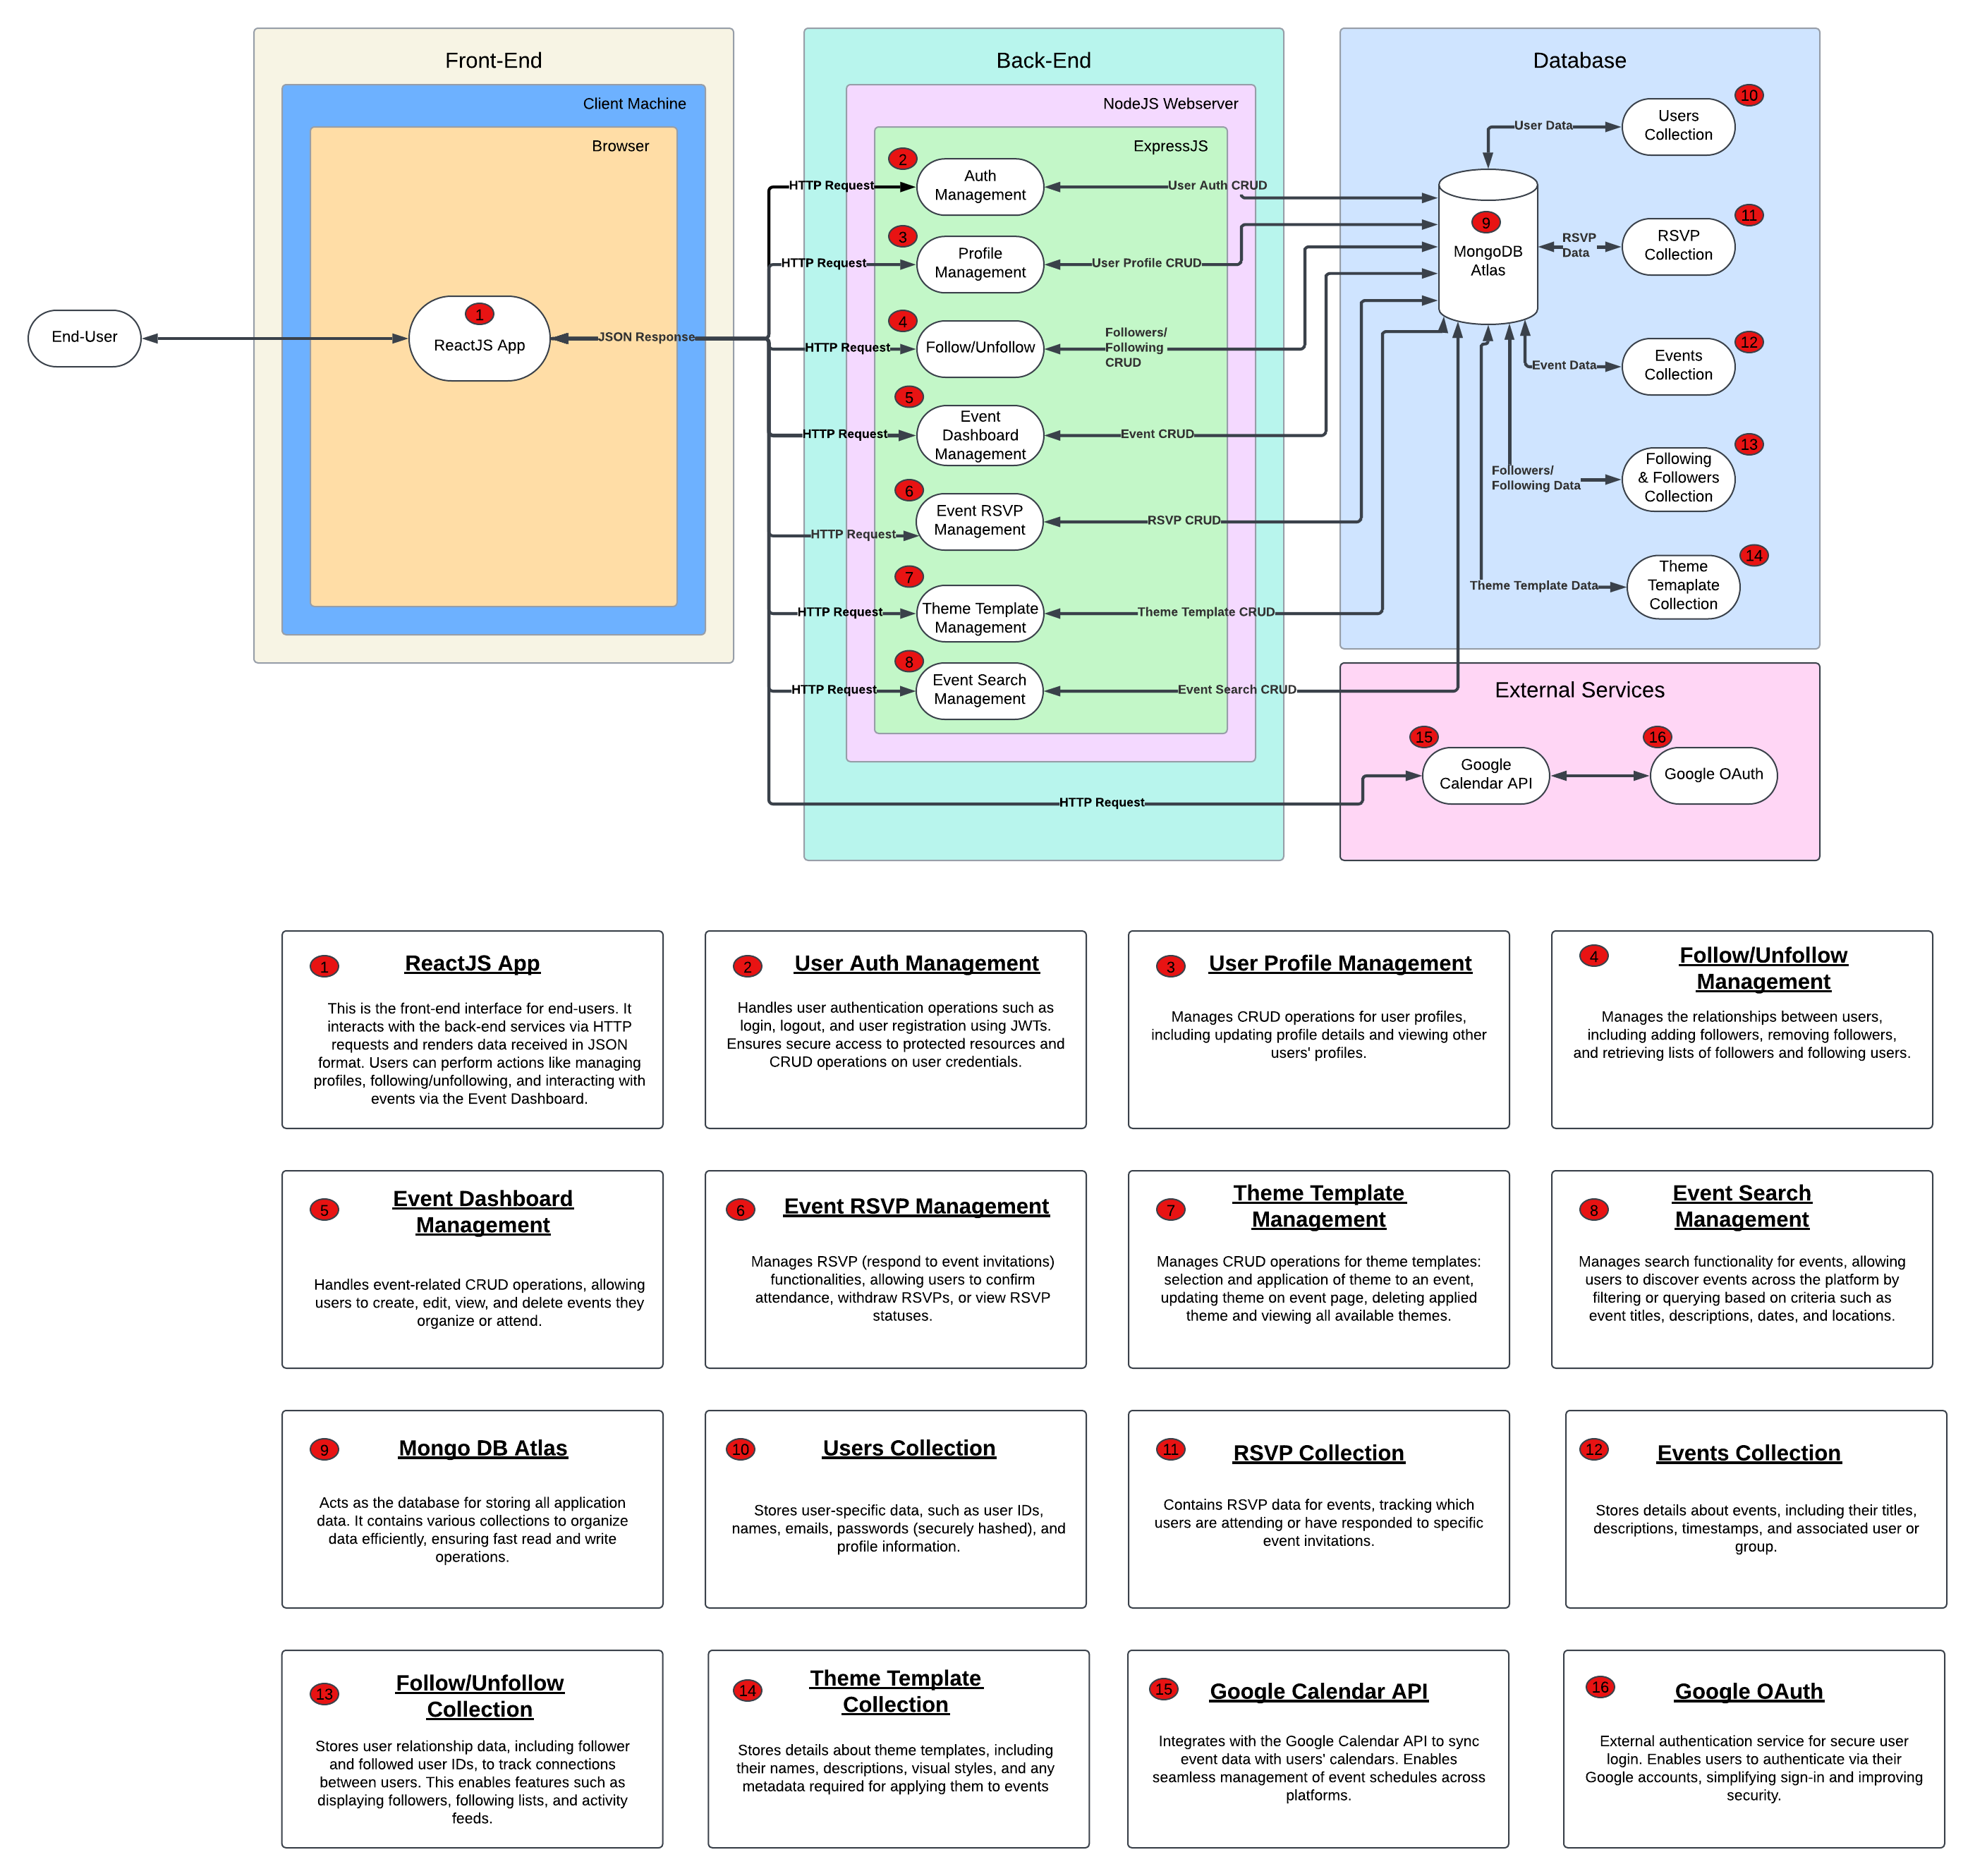 Front-End
Client Machine
Browser
End-User
1
ReactJS App
JSON Response
Back-End
NodeJS Webserver
ExpressJS
HTTP Request
2
Auth
Management
User Auth CRUD
HTTP Request
3
Profile
Management
User Profile CRUD
HTTP Request
4
Follow/Unfollow
Followers/
Following
CRUD
HTTP Request
5
Event
Dashboard
Management
Event CRUD
HTTP Request
6
Event RSVP
Management
RSVP CRUD
HTTP Request
7
Theme Template
Management
Theme Template CRUD
HTTP Request
8
Event Search
Management
Event Search CRUD
HTTP Request
Database
9
MongoDB
Atlas
User Data
10
Users
Collection
RSVP
Data
11
RSVP
Collection
Event Data
12
Events
Collection
Followers/
Following Data
13
Following
& Followers
Collection
Theme Template Data
14
Theme
Temaplate
Collection
External Services
15
Google
Calendar API
16
Google OAuth
1
ReactJS App
This is the front-end interface for end-users. It
interacts with the back-end services via HTTP
requests and renders data received in JSON
format. Users can perform actions like managing
profiles, following/unfollowing, and interacting with
events via the Event Dashboard.
2
User Auth Management
Handles user authentication operations such as
login, logout, and user registration using JWTs.
Ensures secure access to protected resources and
CRUD operations on user credentials.
3
User Profile Management
Manages CRUD operations for user profiles,
including updating profile details and viewing other
users' profiles.
4
Follow/Unfollow
Management
Manages the relationships between users,
including adding followers, removing followers,
and retrieving lists of followers and following users.
5
Event Dashboard
Management
Handles event-related CRUD operations, allowing
users to create, edit, view, and delete events they
organize or attend.
6
Event RSVP Management
Manages RSVP (respond to event invitations)
functionalities, allowing users to confirm
attendance, withdraw RSVPs, or view RSVP
statuses.
7
Theme Template
Management
Manages CRUD operations for theme templates:
selection and application of theme to an event,
updating theme on event page, deleting applied
theme and viewing all available themes.
8
Event Search
Management
Manages search functionality for events, allowing
users to discover events across the platform by
filtering or querying based on criteria such as
event titles, descriptions, dates, and locations.
9
Mongo DB Atlas
Acts as the database for storing all application
data. It contains various collections to organize
data efficiently, ensuring fast read and write
operations.
10
Users Collection
Stores user-specific data, such as user IDs,
names, emails, passwords (securely hashed), and
profile information.
11
RSVP Collection
Contains RSVP data for events, tracking which
users are attending or have responded to specific
event invitations.
12
Events Collection
Stores details about events, including their titles,
descriptions, timestamps, and associated user or
group.
13
Follow/Unfollow
Collection
Stores user relationship data, including follower
and followed user IDs, to track connections
between users. This enables features such as
displaying followers, following lists, and activity
feeds.
14
Theme Template
Collection
Stores details about theme templates, including
their names, descriptions, visual styles, and any
metadata required for applying them to events
15
Google Calendar API
Integrates with the Google Calendar API to sync
event data with users' calendars. Enables
seamless management of event schedules across
platforms.
16
Google OAuth
External authentication service for secure user
login. Enables users to authenticate via their
Google accounts, simplifying sign-in and improving
security.